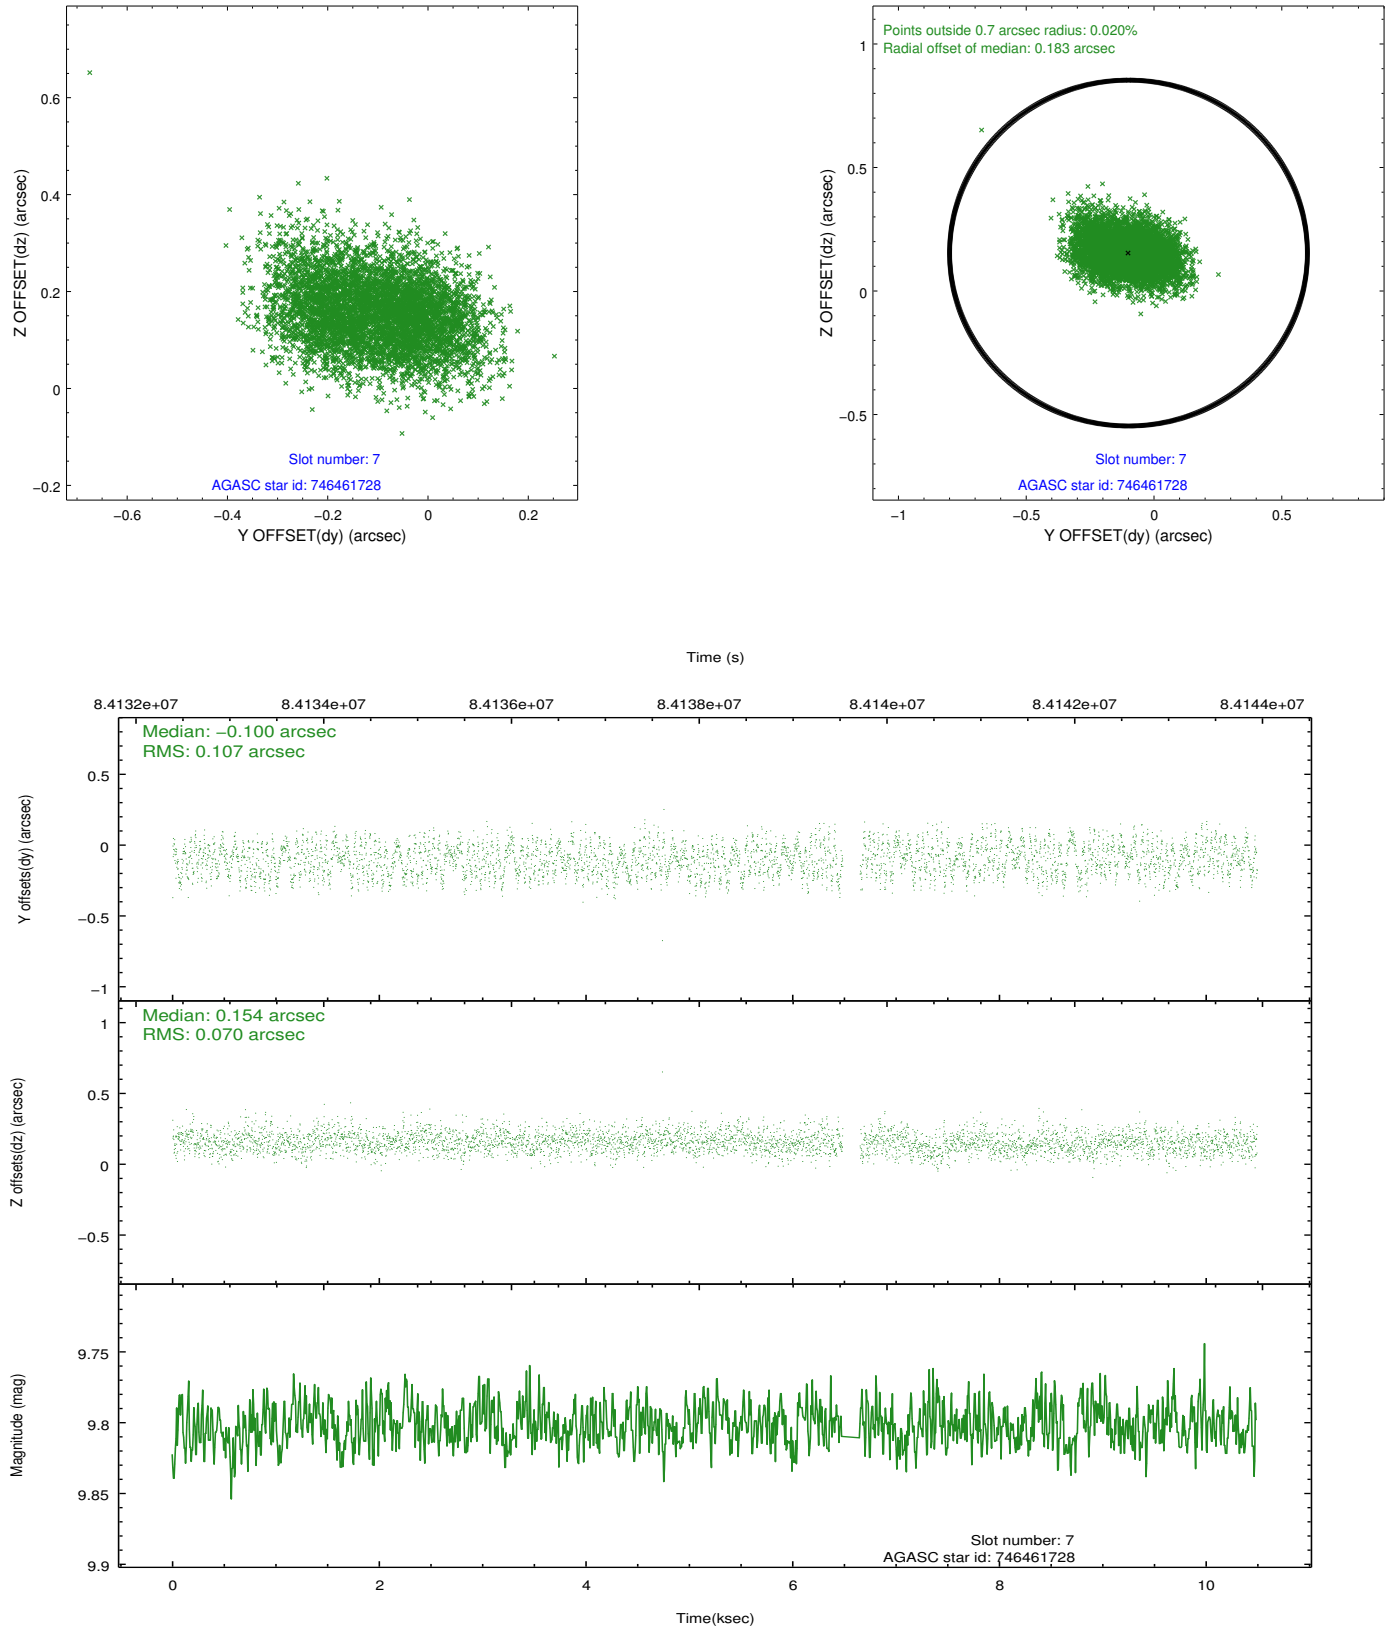 0.6
0.4
0.2
0
−0.2
Z OFFSET(dz) (arcsec)
Slot number: 7
AGASC star id: 746461728
−0.6 −0.4 −0.2 0 0.2
Y OFFSET(dy) (arcsec)
Points outside 0.7 arcsec radius: 0.020%
Radial offset of median: 0.183 arcsec
1
0.5
0
−0.5
Z OFFSET(dz) (arcsec)
Slot number: 7
AGASC star id: 746461728
−1 −0.5 0 0.5
Y OFFSET(dy) (arcsec)
Time (s)
8.4132e+07 8.4134e+07 8.4136e+07 8.4138e+07 8.414e+07 8.4142e+07 8.4144e+07
Median: −0.100 arcsec
RMS: 0.107 arcsec
0.5
0
−0.5
−1
Y offsets(dy) (arcsec)
Median: 0.154 arcsec
RMS: 0.070 arcsec
1
0.5
0
−0.5
Z offsets(dz) (arcsec)
9.75
9.8
9.85
9.9
Magnitude (mag)
Slot number: 7
AGASC star id: 746461728
0 2 4 6 8 10
Time(ksec)